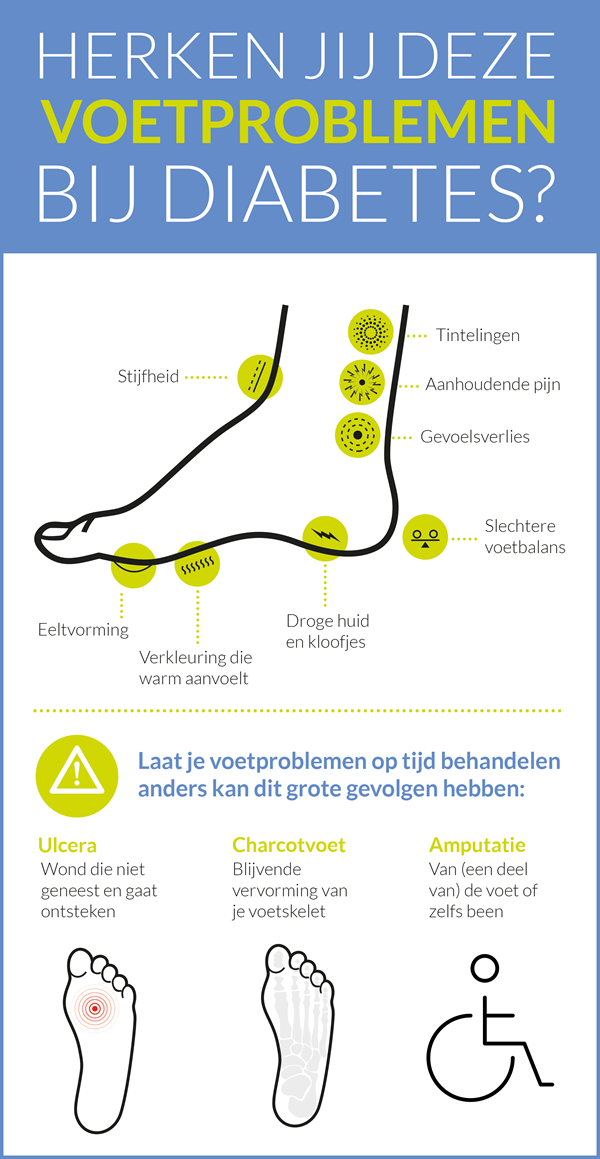 HERKEN JIJ DEZE
VOETPROBLEMEN
BIJ DIABETES?
Tintelingen
Stijfheid
Aanhoudende pijn
Gevoelsverlies
Slechtere
voetbalans
Eeltvorming
Verkleuring die
warm aanvoelt
Droge huid
en kloofjes
Laat je voetproblemen op tijd behandelen
anders kan dit grote gevolgen hebben:
Ulcera
Wond die niet
geneest en gaat
ontsteken
Charcotvoet
Blijvende
vervorming van
je voetskelet
Amputatie
Van (een deel
van) de voet of
zelfs been